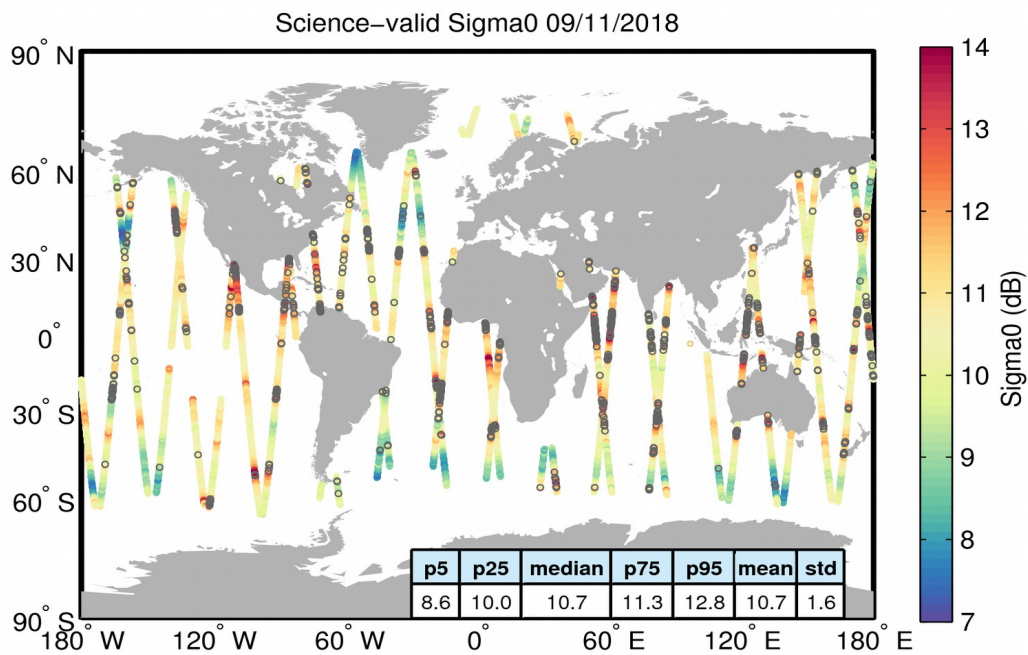 Science−valid Sigma0 09/11/2018
90° N
60° N
30° N
0°
30° S
60° S
90° S
180° W
120° W
60° W
0°
60° E
120° E
180° E
14
13
12
11
10
9
8
7
Sigma0 (dB)
p5 p25 median p75 p95 mean std
8.6 10.0 10.7 11.3 12.8 10.7 1.6